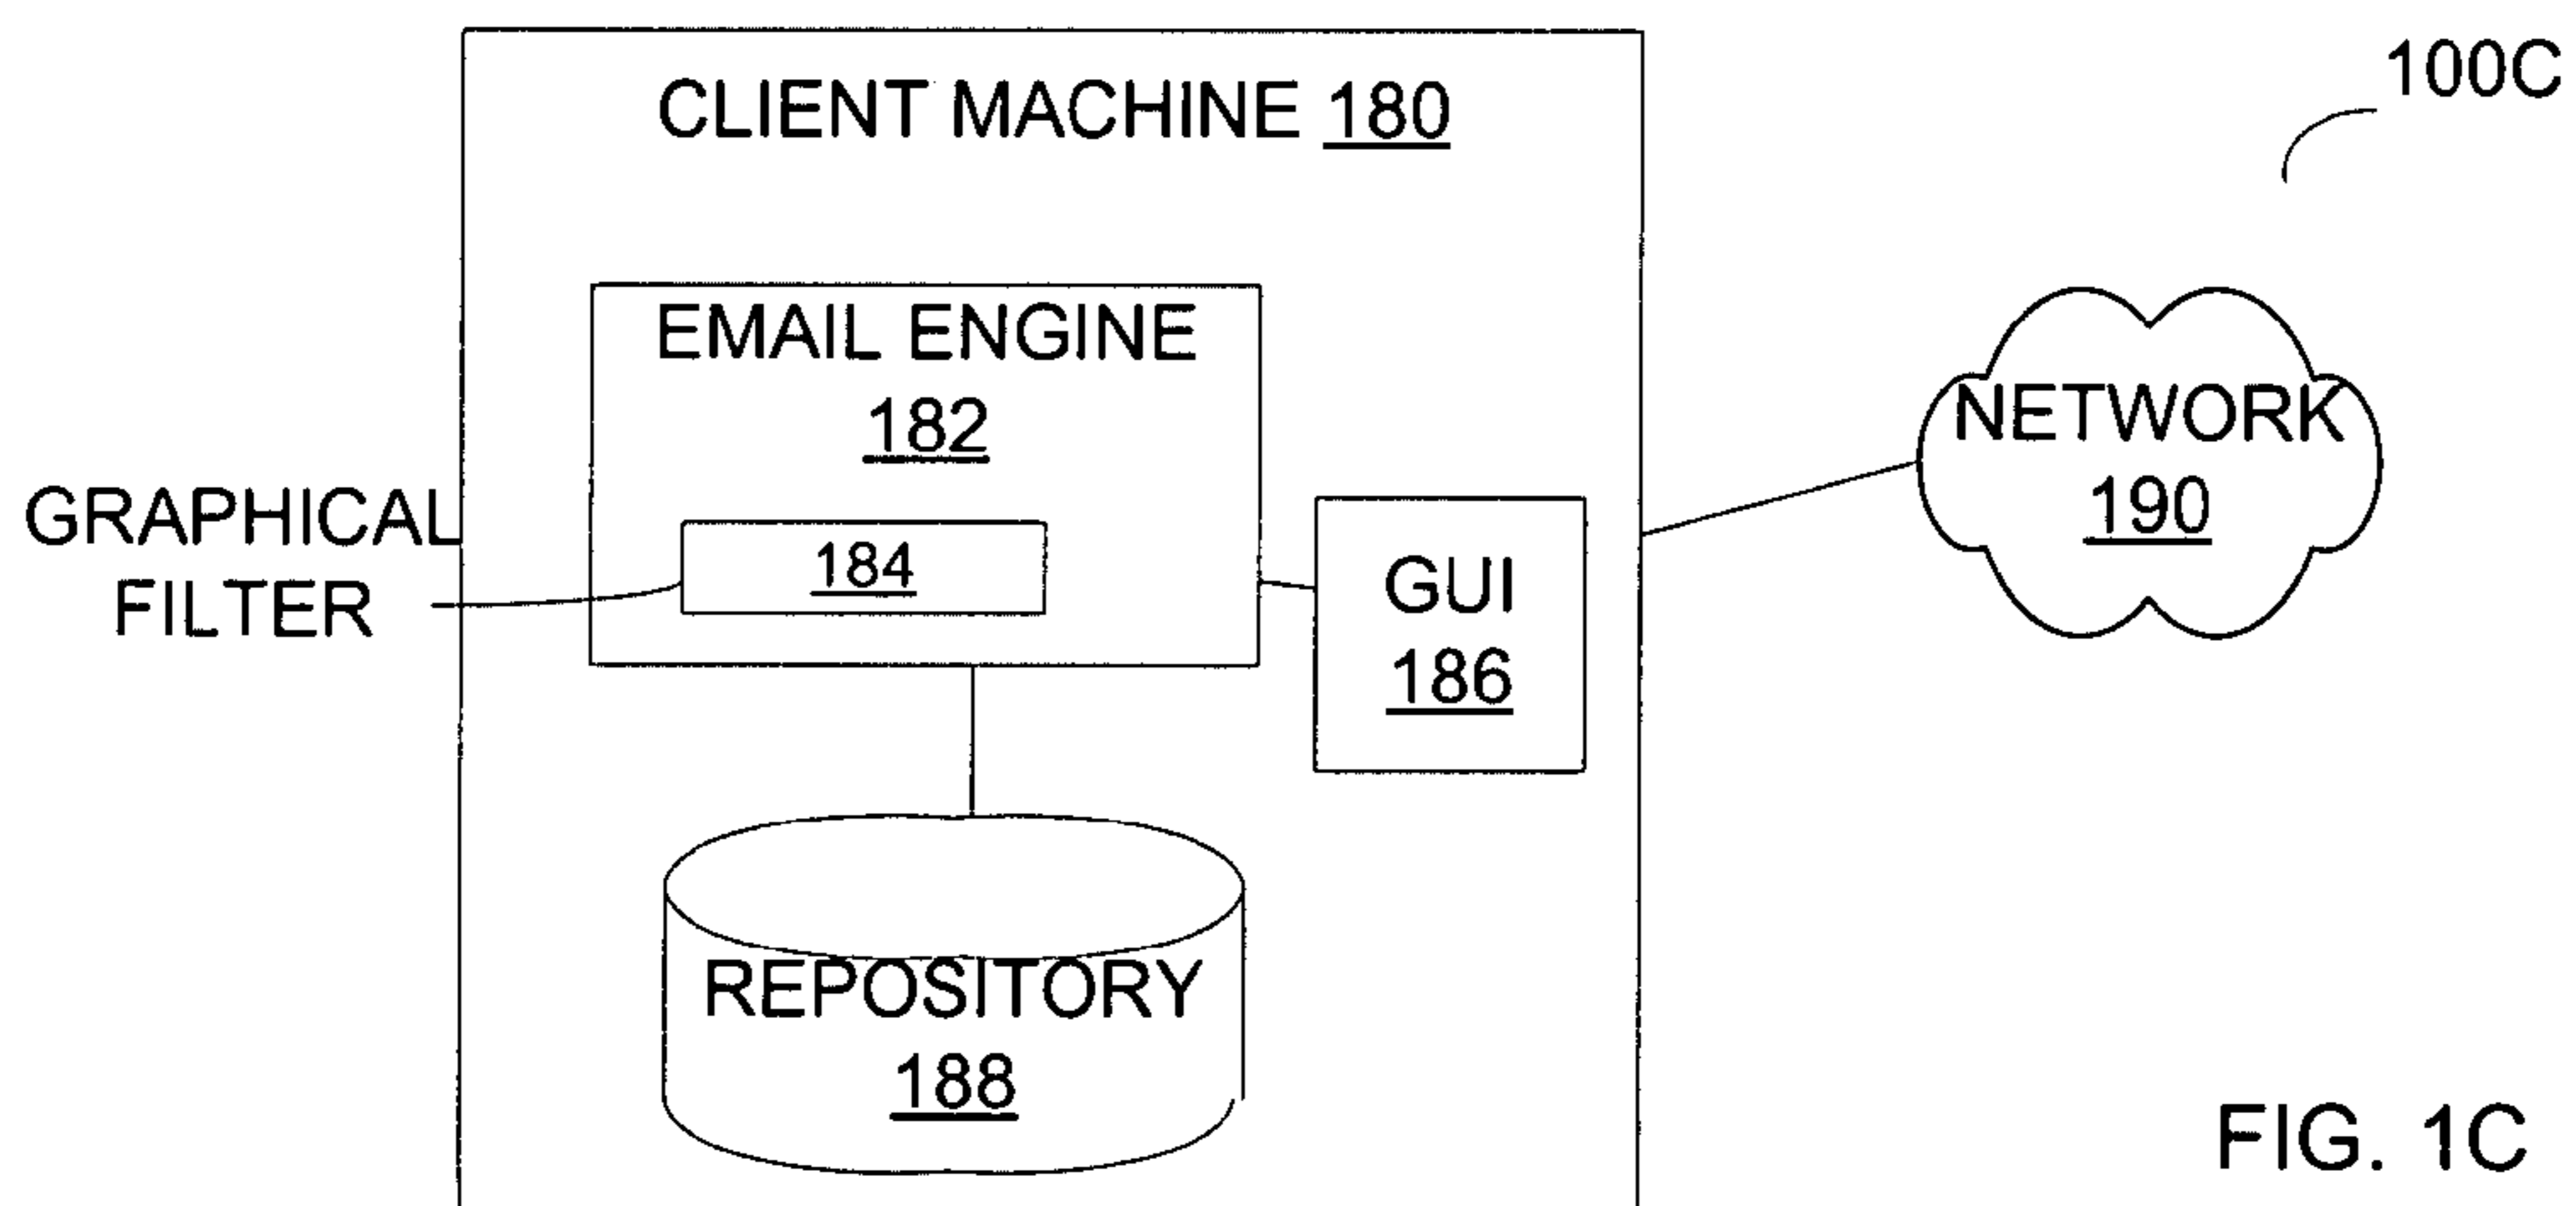 CLIENT MACHINE 180
100C
EMAIL ENGINE
182
NETWORK
190
GRAPHICAL
FILTER
184
GUI
186
REPOSITORY
188
FIG. 1C